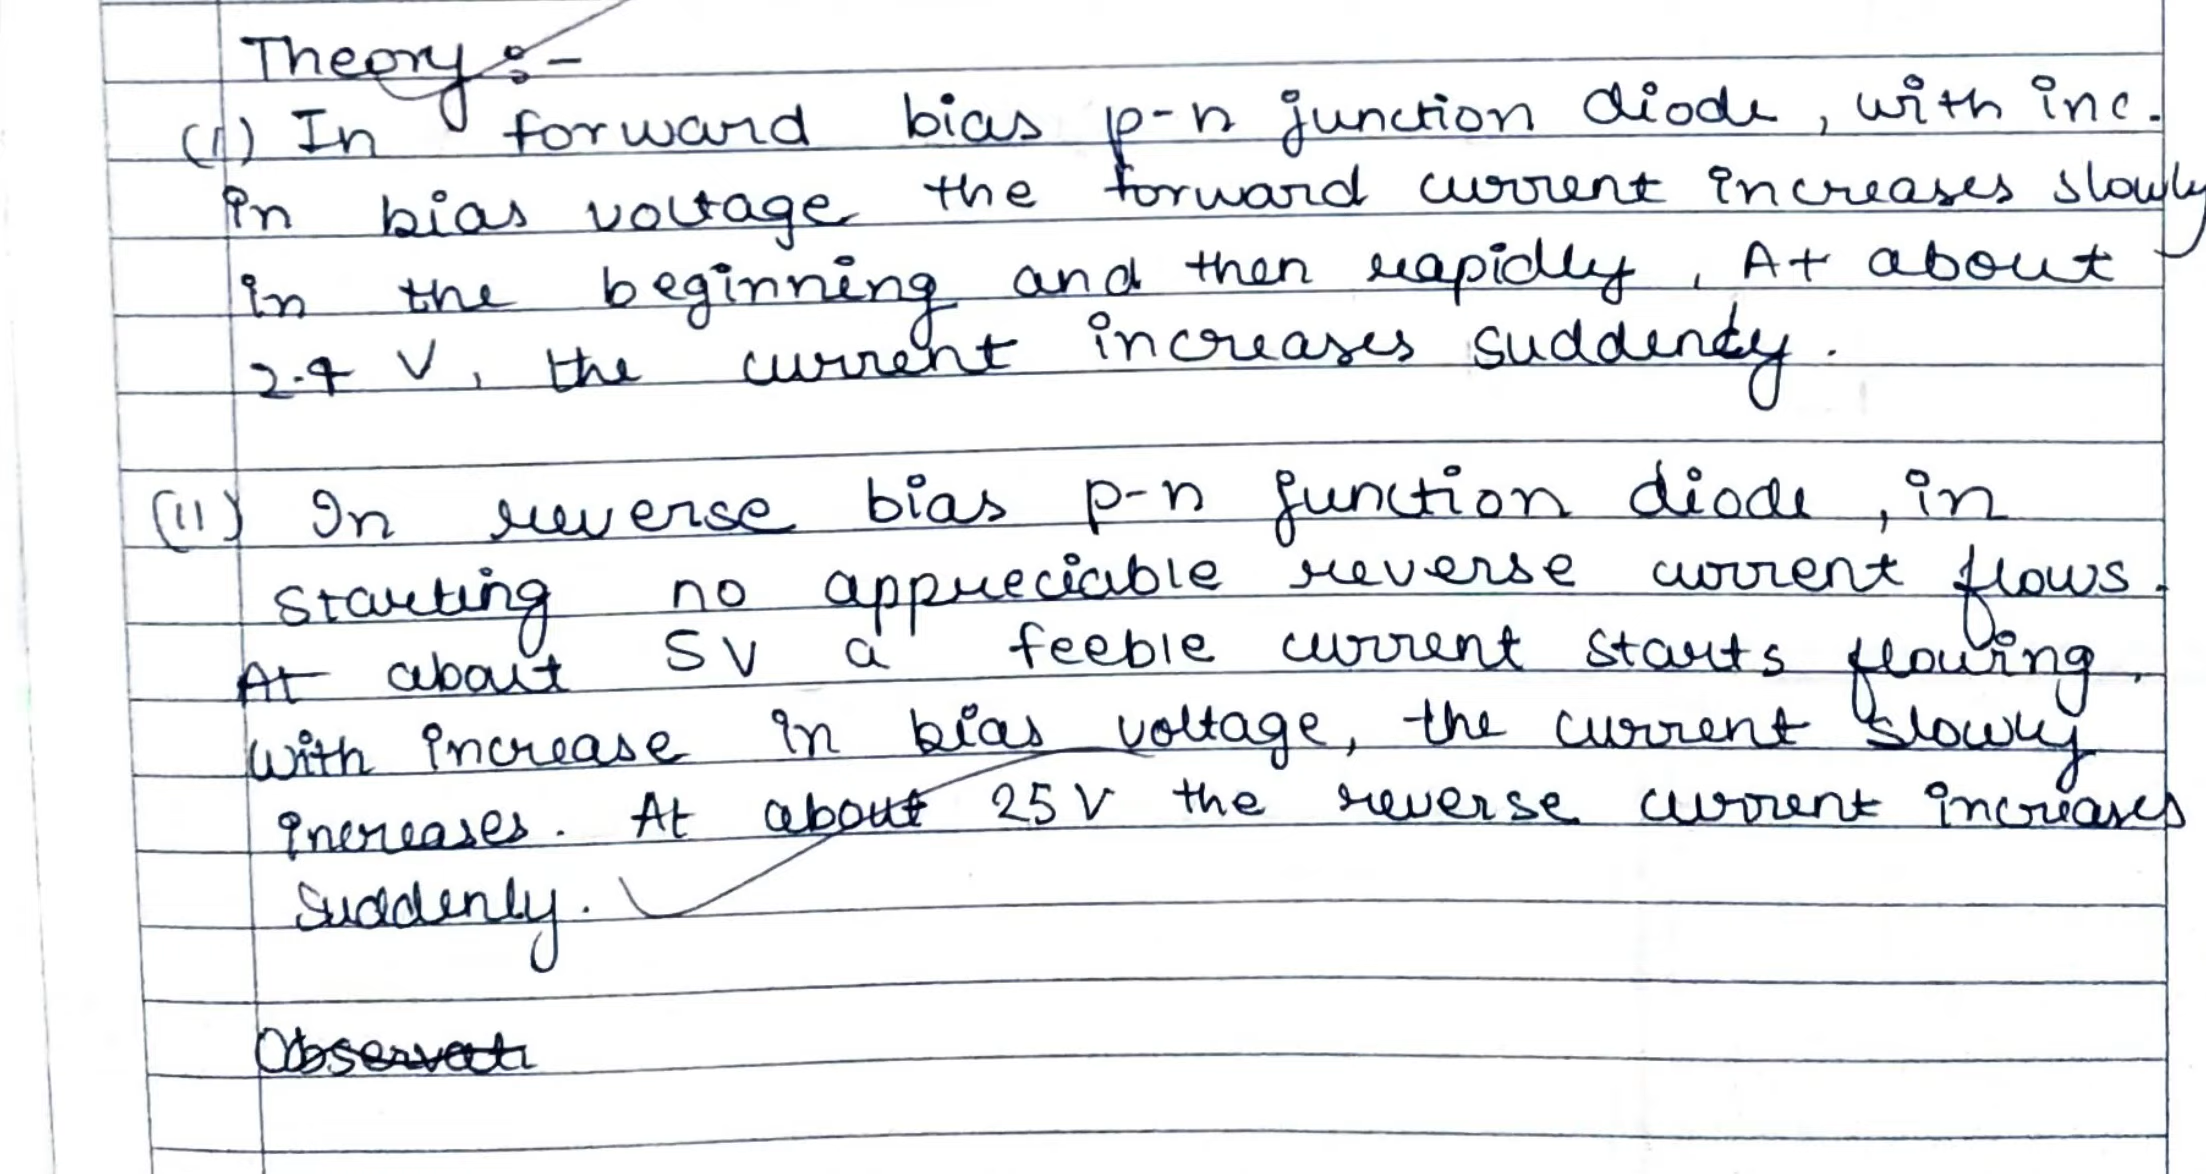 Theory :-
(i) In forward bias p-n junction diode, with inc.
in bias voltage the forward current increases slowly
in the beginning and then rapidly. At about
2.4 V, the current increases suddenly.
(ii) In reverse bias p-n junction diode, in
starting no appreciable reverse current flows.
At about 5V a feeble current starts flowing.
with increase in bias voltage, the current slowly
increases. At about 25 V the reverse current increases
suddenly.
Observati